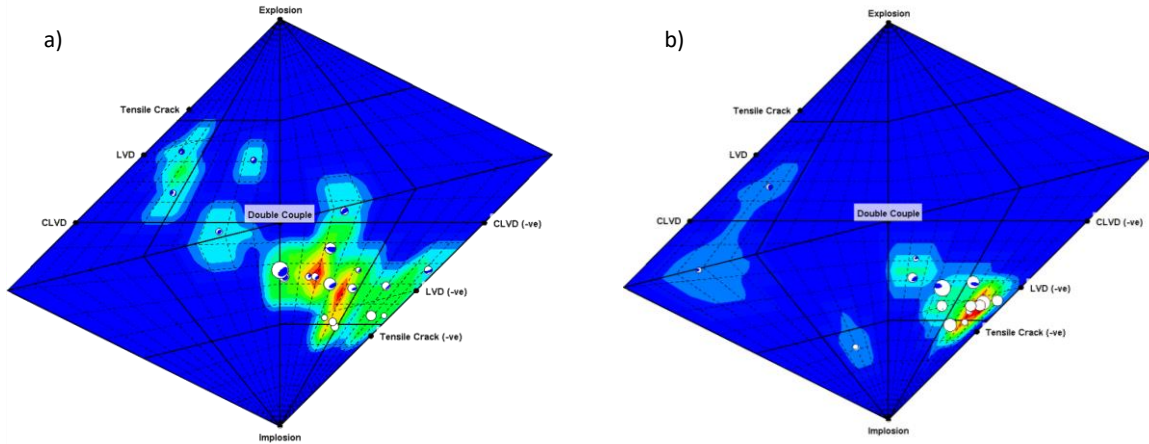 a)
Explosion
Tensile Crack
LVD
Double Couple
CLVD
CLVD (-ve)
LVD (-ve)
Tensile Crack (-ve)
Implosion
b)
Explosion
Tensile Crack
LVD
Double Couple
CLVD
CLVD (-ve)
LVD (-ve)
Tensile Crack (-ve)
Implosion